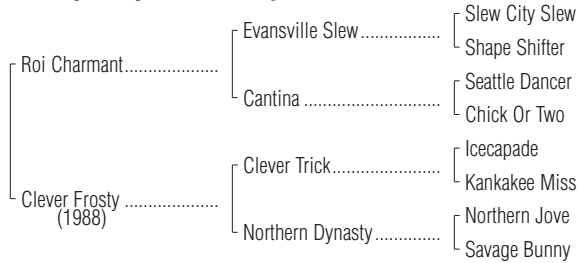 Slew City Slew
Evansville Slew..................
Shape Shifter
Roi Charmant.....................
Seattle Dancer
Cantina ...............................
Chick Or Two
Icecapade
Clever Trick.........................
Kankakee Miss
Clever Frosty .....................
(1988)
Northern Jove
Northern Dynasty...............
Savage Bunny